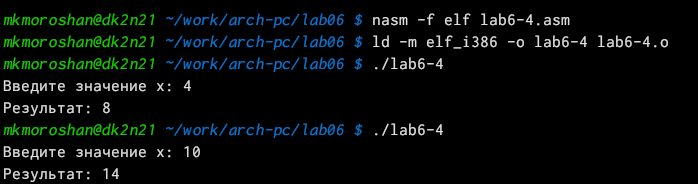 mkmoroshan@dk2n21 ~/work/arch-pc/lab06 $ nasm -f elf lab6-4.asm
mkmoroshan@dk2n21 ~/work/arch-pc/lab06 $ ld -m elf_i386 -o lab6-4 lab6-4.o
mkmoroshan@dk2n21 ~/work/arch-pc/lab06 $ ./lab6-4
Введите значение x: 4
Результат: 8
mkmoroshan@dk2n21 ~/work/arch-pc/lab06 $ ./lab6-4
Введите значение x: 10
Результат: 14